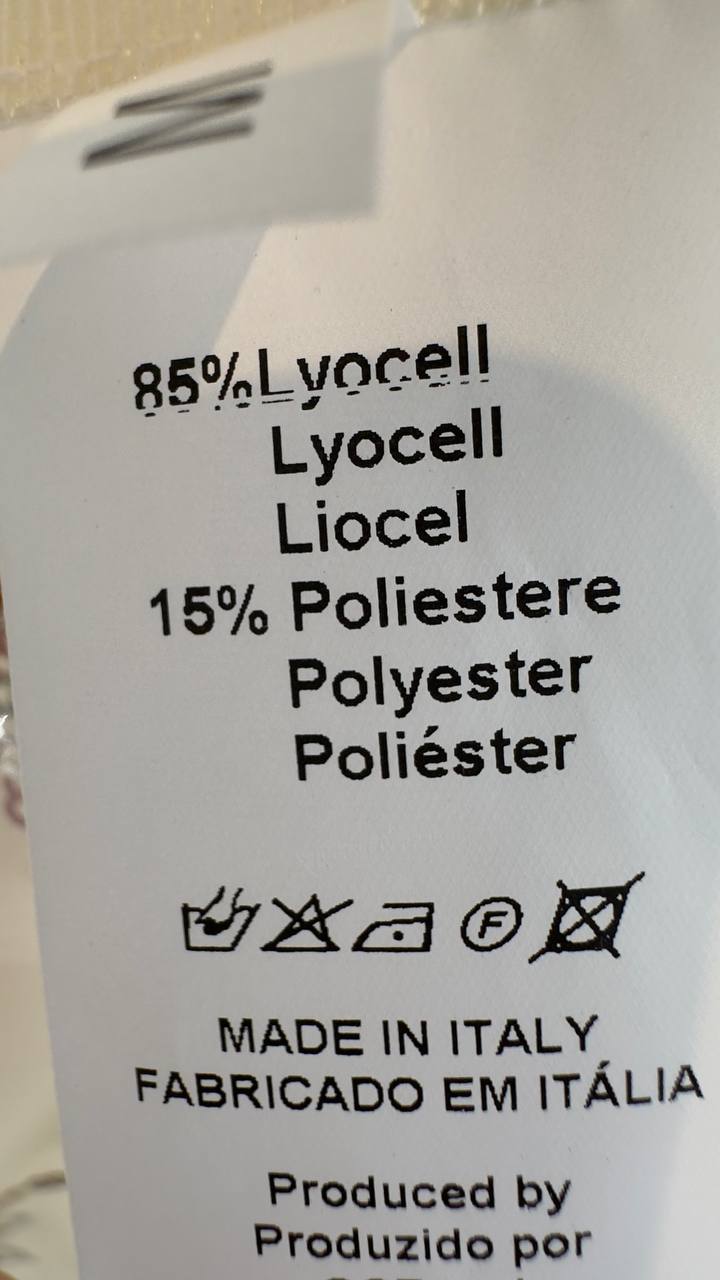 M
85%Lyocell
Lyocell
Liocel
15% Poliestere
Polyester
Poliéster
F
MADE IN ITALY
FABRICADO EM ITÁLIA
Produced by
Produzido por